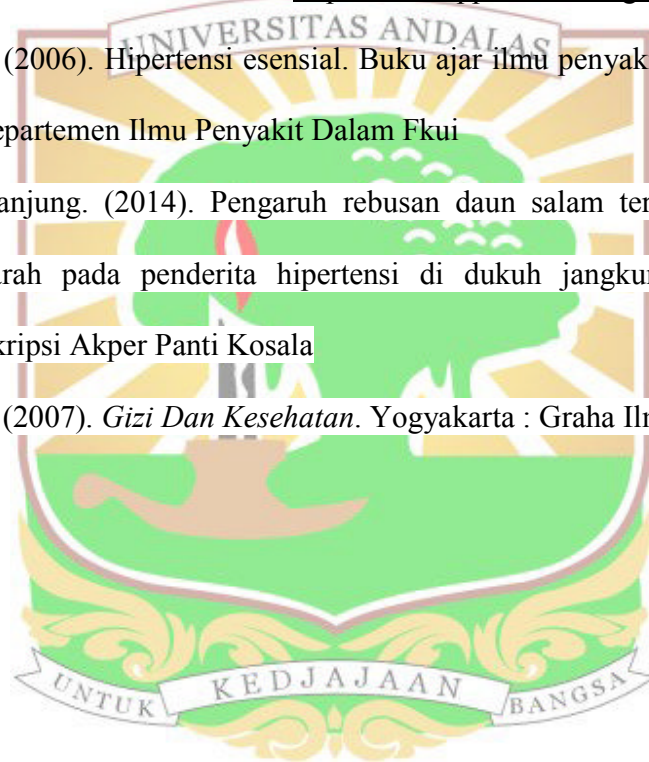 UNIVERSITAS ANDALAS
(2006). Hipertensi esensial. Buku ajar ilmu penyak
epartemen Ilmu Penyakit Dalam Fkui
anjung. (2014). Pengaruh rebusan daun salam ter
rah pada penderita hipertensi di dukuh jangku
kripsi Akper Panti Kosala
(2007). Gizi Dan Kesehatan. Yogyakarta : Graha Il
UNTUK KEDJAJAAN BANGSA